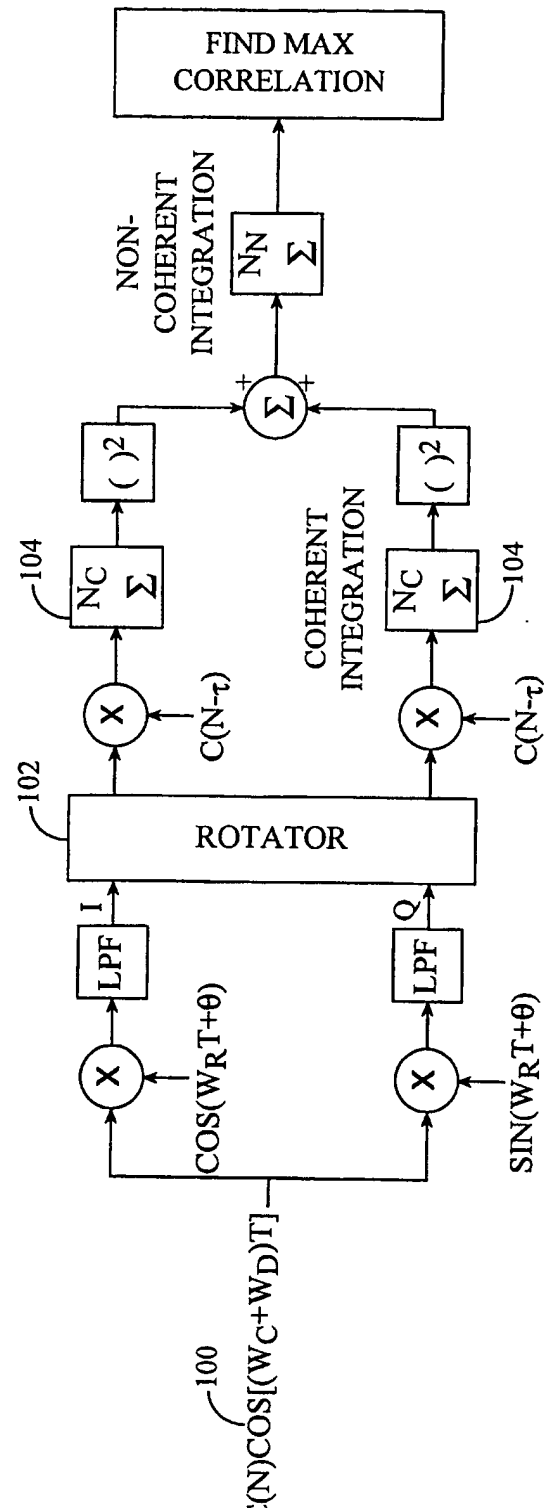 100
C(N)COS[(W_C+W_D)T]
X
COS(W_RT+θ)
LPF
I
X
SIN(W_RT+θ)
LPF
Q
102
ROTATOR
X
C(N-τ)
104
N_C
Σ
( )²
X
C(N-τ)
COHERENT
INTEGRATION
N_C
Σ
104
( )²
+
Σ
+
NON-
COHERENT
INTEGRATION
N_N
Σ
FIND MAX
CORRELATION